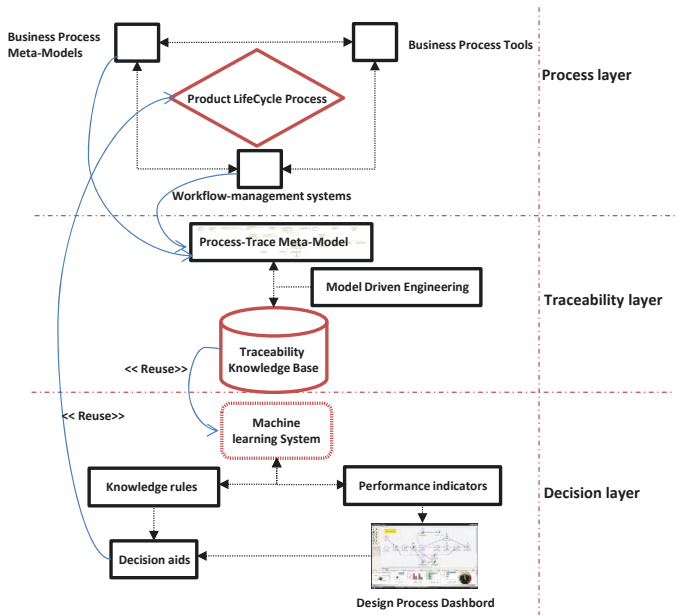 Business Process
Meta-Models
Business Process Tools
Process layer
Product LifeCycle Process
Workflow-management systems
Process-Trace Meta-Model
Model Driven Engineering
Traceability layer
Traceability
Knowledge Base
<< Reuse>>
<< Reuse>>
Machine
learning System
Knowledge rules
Performance indicators
Decision layer
Decision aids
Design Process Dashbord